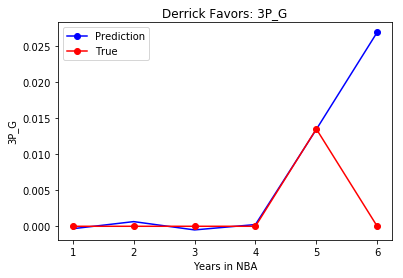 Derrick Favors: 3P_G
Prediction
True
0.025
0.020
0.015
0.010
0.005
0.000
3P_G
1 2 3 4 5 6
Years in NBA